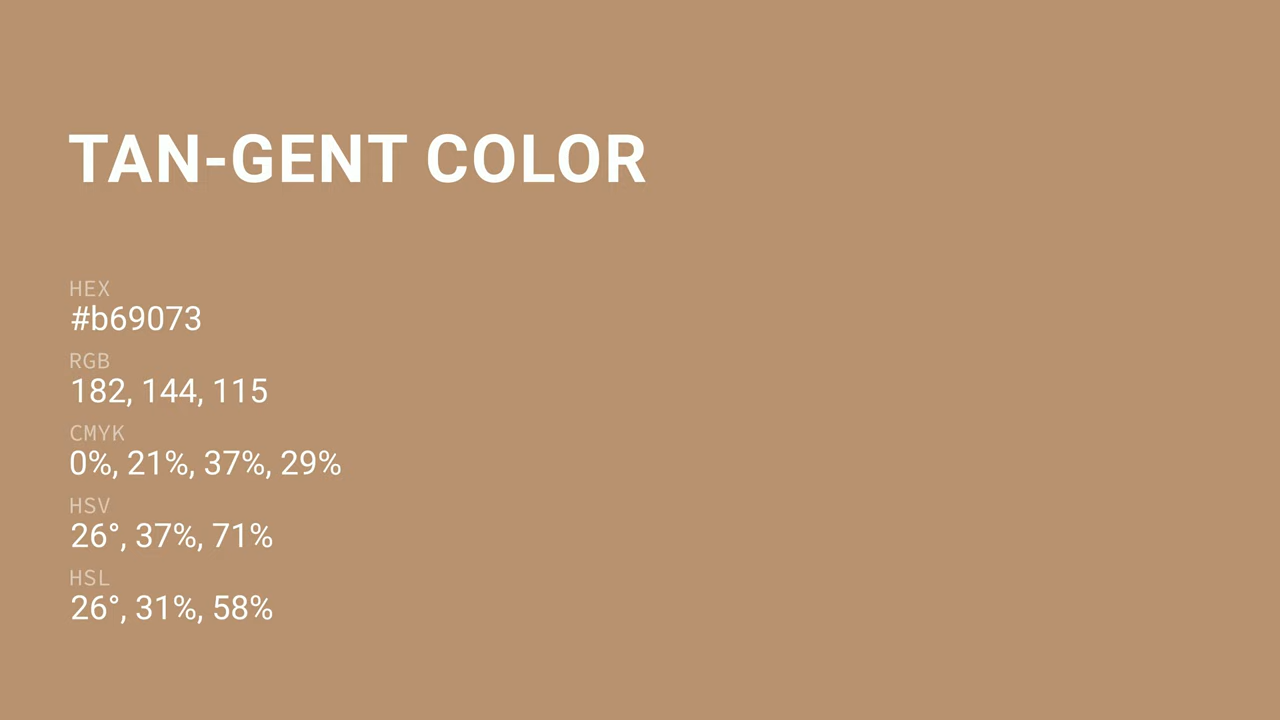 TAN-GENT COLOR
HEX
#b69073
RGB
182, 144, 115
CMYK
0%, 21%, 37%, 29%
HSV
26°, 37%, 71%
HSL
26°, 31%, 58%